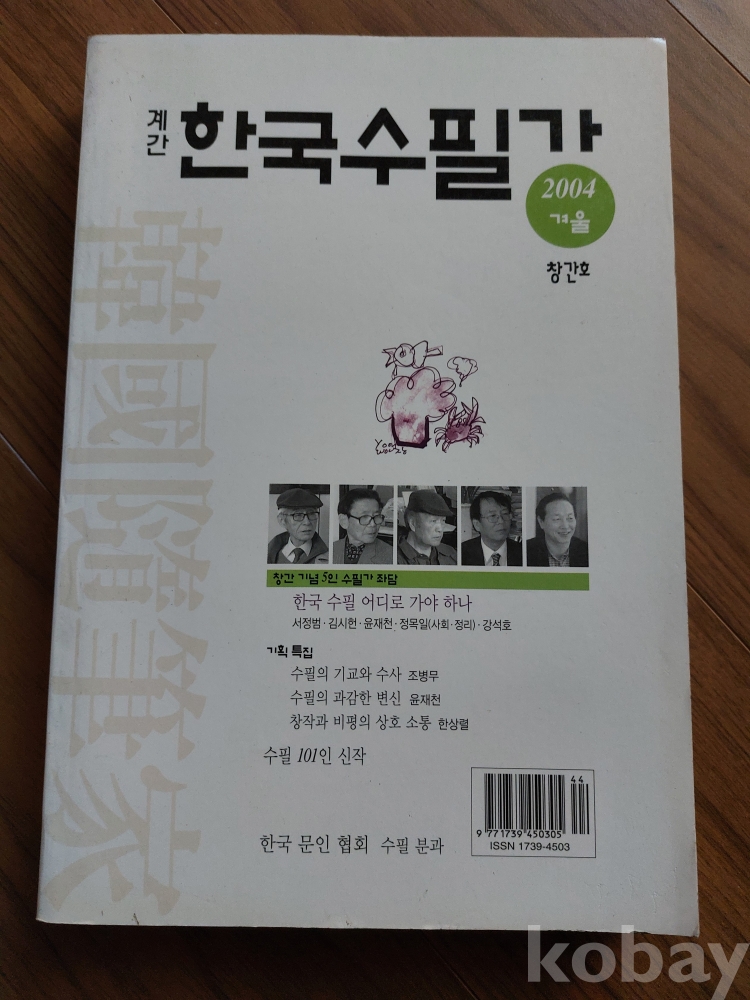 계간 한국수필가
2004
겨울
창간호
韓國隨筆家
창간 기념 5인 수필가 좌담
한국 수필 어디로 가야 하나
서정범·김시헌·윤재천·정목일(사회·정리)·강석호
기획 특집
수필의 기교와 수사 조병무
수필의 과감한 변신 윤재천
창작과 비평의 상호 소통 한상렬
수필 101인 신작
한국 문인 협회 수필 분과
44
9 771739 450305
ISSN 1739-4503
kobay